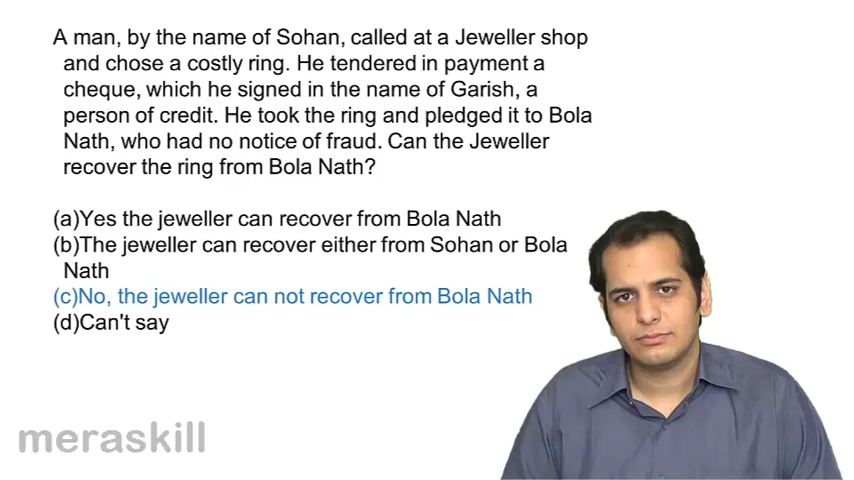 A man, by the name of Sohan, called at a Jeweller shop
and chose a costly ring. He tendered in payment a
cheque, which he signed in the name of Garish, a
person of credit. He took the ring and pledged it to Bola
Nath, who had no notice of fraud. Can the Jeweller
recover the ring from Bola Nath?
(a)Yes the jeweller can recover from Bola Nath
(b)The jeweller can recover either from Sohan or Bola
Nath
(c)No, the jeweller can not recover from Bola Nath
(d)Can't say
meraskill